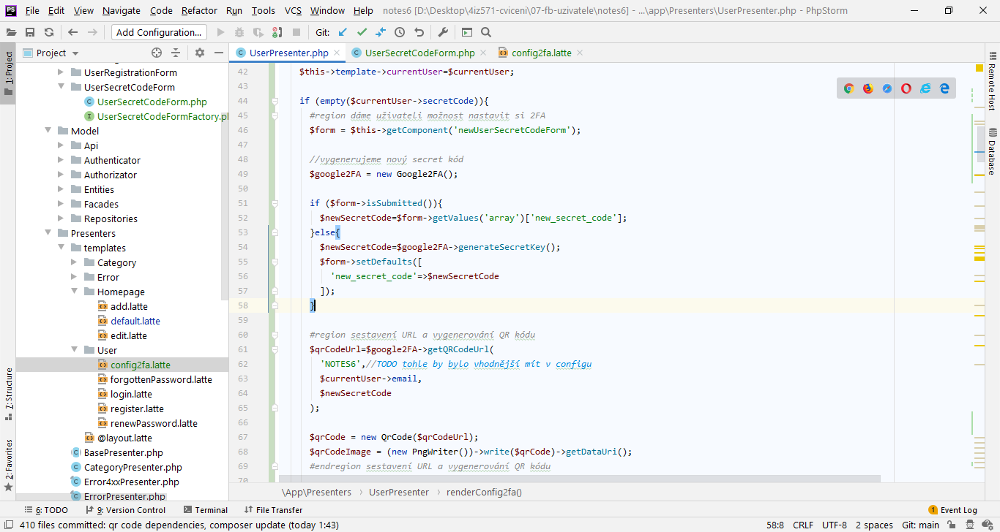 File Edit View Navigate Code Refactor Run Tools VCS Window Help notes6 [D:\Desktop\4iz571-cviceni\07-fb-uzivatele\notes6] - ...\app\Presenters\UserPresenter.php - PhpStorm
Add Configuration... Git:
Project UserPresenter.php UserSecretCodeForm.php config2fa.latte
1: Project
7: Structure
2: Favorites
UserRegistrationForm
UserSecretCodeForm
UserSecretCodeForm.php
UserSecretCodeFormFactory.pl
Model
Api
Authenticator
Authorizator
Entities
Facades
Repositories
Presenters
templates
Category
Error
Homepage
add.latte
default.latte
edit.latte
User
config2fa.latte
forgottenPassword.latte
login.latte
register.latte
renewPassword.latte
@layout.latte
BasePresenter.php
CategoryPresenter.php
Error4xxPresenter.php
ErrorPresenter.php
42 $this->template->currentUser=$currentUser;
43
44 if (empty($currentUser->secretCode)){
45 #region dáme uživateli možnost nastavit si 2FA
46 $form = $this->getComponent('newUserSecretCodeForm');
47
48 //vygenerujeme nový secret kód
49 $google2FA = new Google2FA();
50
51 if ($form->isSubmitted()){
52 $newSecretCode=$form->getValues('array')['new_secret_code'];
53 }else{
54 $newSecretCode=$google2FA->generateSecretKey();
55 $form->setDefaults([
56 'new_secret_code'=>$newSecretCode
57 ]);
58 }
59
60 #region sestavení URL a vygenerování QR kódu
61 $qrCodeUrl=$google2FA->getQRCodeUrl(
62 'NOTES6',//TODO tohle by bylo vhodnější mít v configu
63 $currentUser->email,
64 $newSecretCode
65 );
66
67 $qrCode = new QrCode($qrCodeUrl);
68 $qrCodeImage = (new PngWriter())->write($qrCode)->getDataUri();
69 #endregion sestavení URL a vygenerování QR kódu
70
Remote Host
Database
\App\Presenters › UserPresenter › renderConfig2fa()
6: TODO 9: Version Control Terminal File Transfer 1 Event Log
410 files committed: qr code dependencies, composer update (today 1:43) 58:8 CRLF UTF-8 2 spaces Git: main